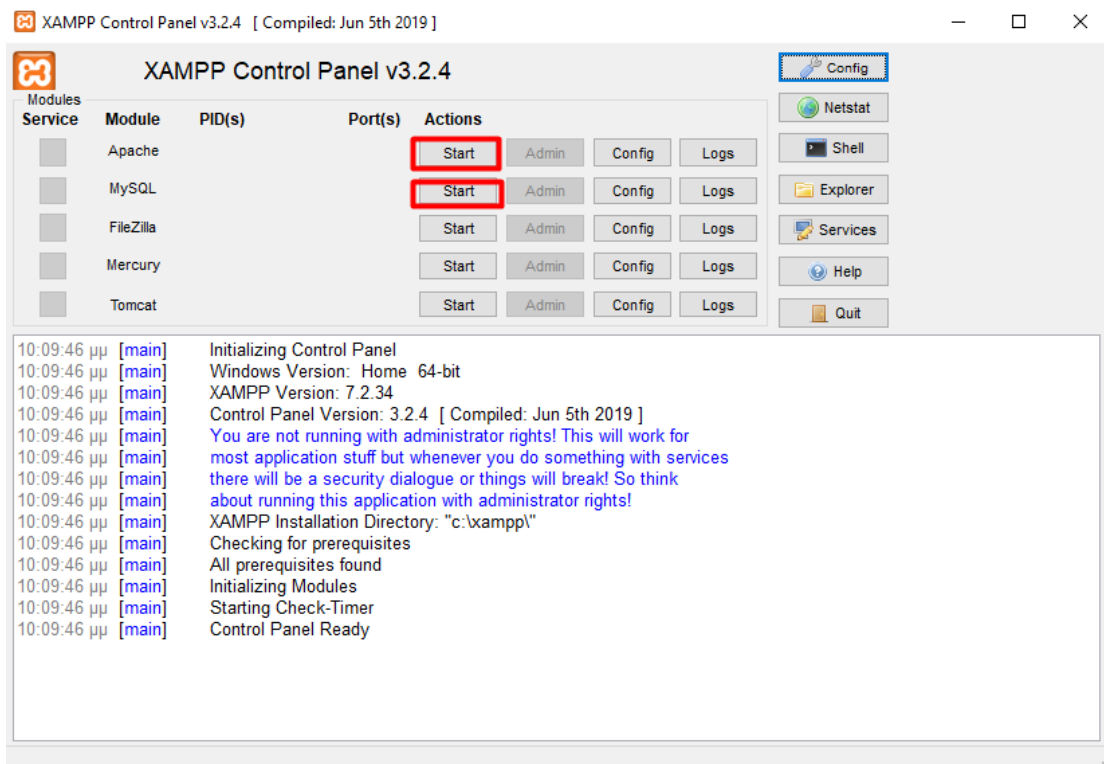 XAMPP Control Panel v3.2.4 [ Compiled: Jun 5th 2019 ]
XAMPP Control Panel v3.2.4
Config
Modules
Service Module PID(s) Port(s) Actions
Netstat
Apache Start Admin Config Logs
Shell
MySQL Start Admin Config Logs
Explorer
FileZilla Start Admin Config Logs
Services
Mercury Start Admin Config Logs
Help
Tomcat Start Admin Config Logs
Quit
10:09:46 μμ [main] Initializing Control Panel
10:09:46 μμ [main] Windows Version: Home 64-bit
10:09:46 μμ [main] XAMPP Version: 7.2.34
10:09:46 μμ [main] Control Panel Version: 3.2.4 [ Compiled: Jun 5th 2019 ]
10:09:46 μμ [main] You are not running with administrator rights! This will work for
10:09:46 μμ [main] most application stuff but whenever you do something with services
10:09:46 μμ [main] there will be a security dialogue or things will break! So think
10:09:46 μμ [main] about running this application with administrator rights!
10:09:46 μμ [main] XAMPP Installation Directory: "c:\xampp\"
10:09:46 μμ [main] Checking for prerequisites
10:09:46 μμ [main] All prerequisites found
10:09:46 μμ [main] Initializing Modules
10:09:46 μμ [main] Starting Check-Timer
10:09:46 μμ [main] Control Panel Ready